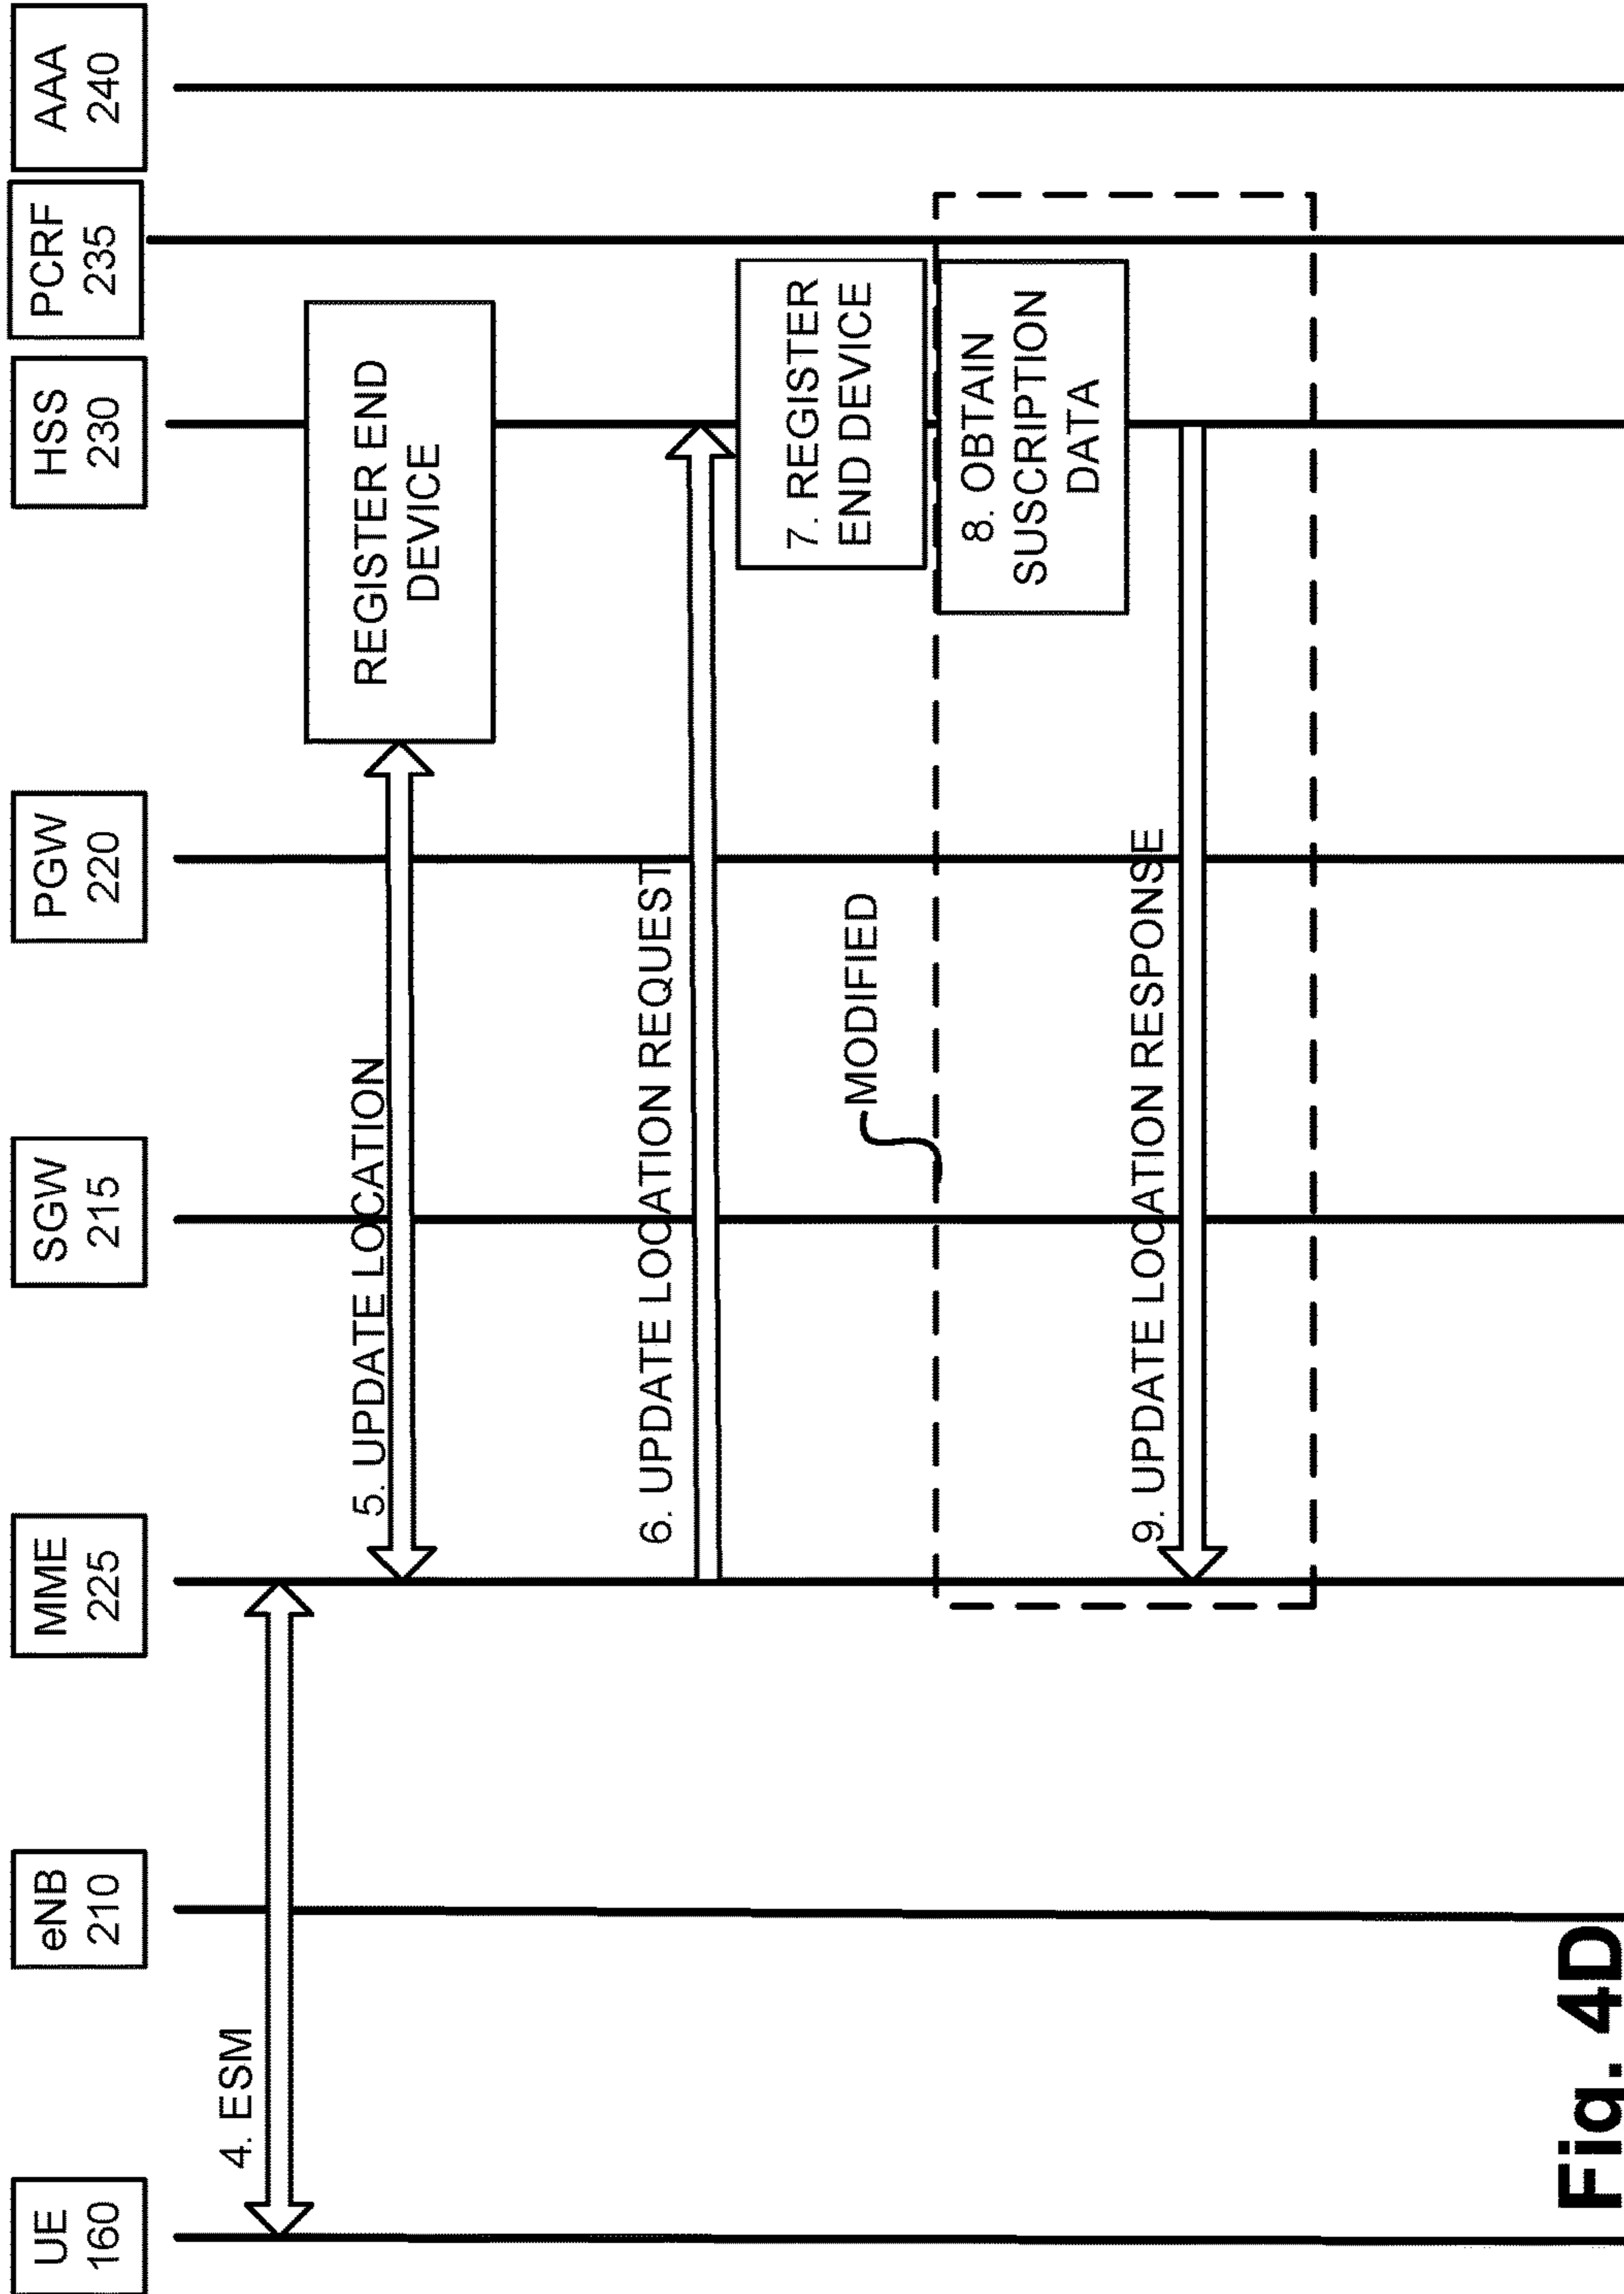 UE
160
eNB
210
MME
225
SGW
215
PGW
220
HSS
230
PCRF
235
AAA
240
4. ESM
5. UPDATE LOCATION
REGISTER END
DEVICE
6. UPDATE LOCATION REQUEST
7. REGISTER
END DEVICE
MODIFIED
8. OBTAIN
SUSCRIPTION
DATA
9. UPDATE LOCATION RESPONSE
Fig. 4D